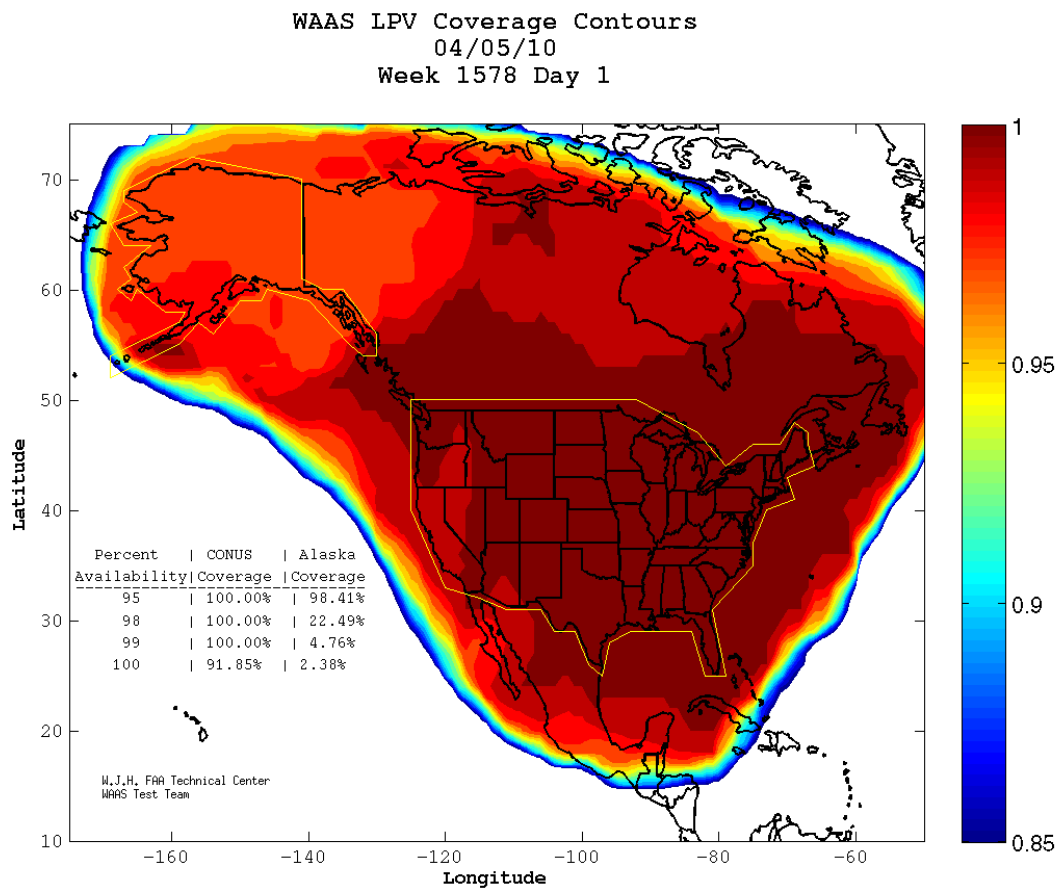 WAAS LPV Coverage Contours
04/05/10
Week 1578 Day 1
70
60
50
40
30
20
10
Latitude
-160
-140
-120
-100
-80
-60
Longitude
Percent | CONUS | Alaska
Availability|Coverage |Coverage
95 | 100.00% | 98.41%
98 | 100.00% | 22.49%
99 | 100.00% | 4.76%
100 | 91.85% | 2.38%
W.J.H. FAA Technical Center
WAAS Test Team
1
0.95
0.9
0.85